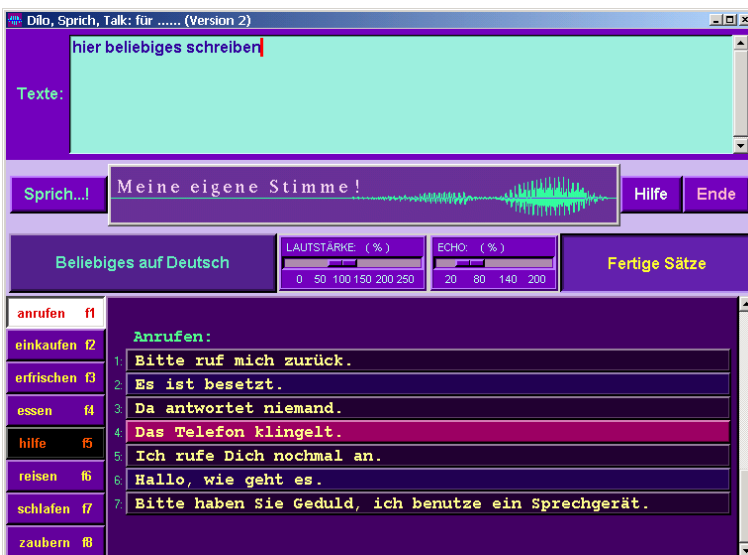 Dílo, Sprich, Talk: für ...... (Version 2)
hier beliebiges schreiben
Texte:
Sprich...! Meine eigene Stimme! Hilfe Ende
Beliebiges auf Deutsch
LAUTSTÄRKE: (%)
0 50 100 150 200 250
ECHO: (%)
20 80 140 200
Fertige Sätze
anrufen f1
einkaufen f2
erfrischen f3
essen f4
hilfe f5
reisen f6
schlafen f7
zaubern f8
Anrufen:
1: Bitte ruf mich zurück.
2: Es ist besetzt.
3: Da antwortet niemand.
4: Das Telefon klingelt.
5: Ich rufe Dich nochmal an.
6: Hallo, wie geht es.
7: Bitte haben Sie Geduld, ich benutze ein Sprechgerät.